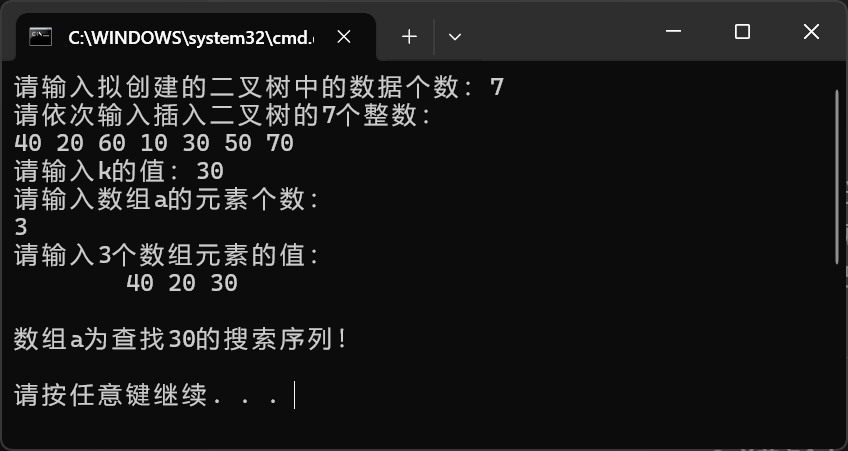 C:\WINDOWS\system32\cmd.
请输入拟创建的二叉树中的数据个数: 7
请依次输入插入二叉树的7个整数:
40 20 60 10 30 50 70
请输入k的值: 30
请输入数组a的元素个数:
3
请输入3个数组元素的值:
40 20 30
数组a为查找30的搜索序列!
请按任意键继续. . .